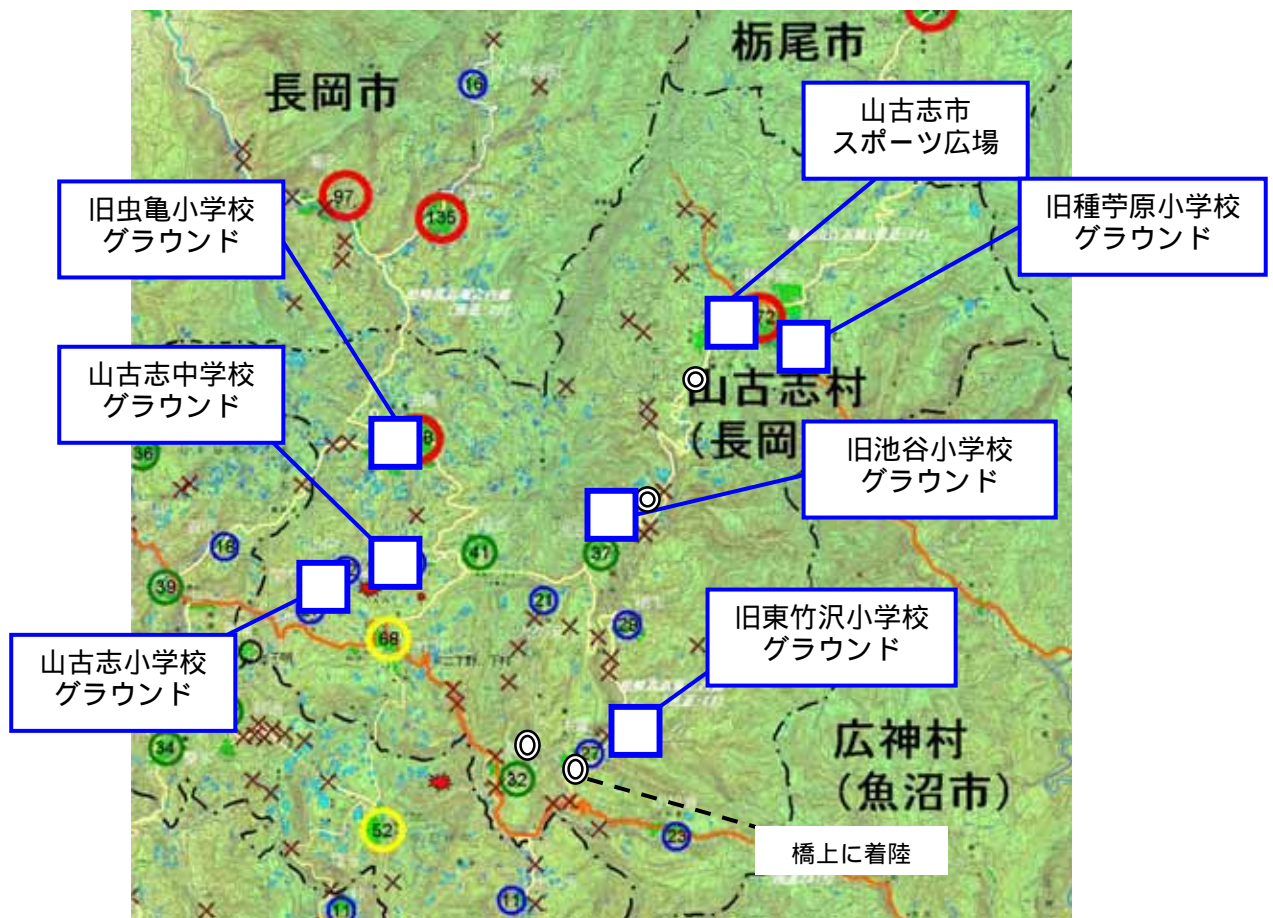 栃尾市
長岡市
16
山古志市
スポーツ広場
旧虫亀小学校
グラウンド
旧種苧原小学校
グラウンド
97
135
72
山古志中学校
グラウンド
山古志村
(長岡
旧池谷小学校
グラウンド
36
8
16
41
37
39
21
28
68
山古志小学校
グラウンド
旧東竹沢小学校
グラウンド
34
27
32
広神村
(魚沼市)
52
23
橋上に着陸
11
11